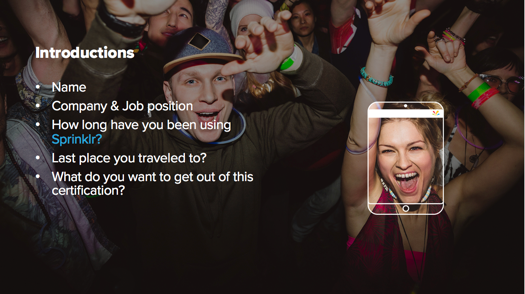 Introductions
• Name
• Company & Job position
• How long have you been using
Sprinklr?
• Last place you traveled to?
• What do you want to get out of this
certification?